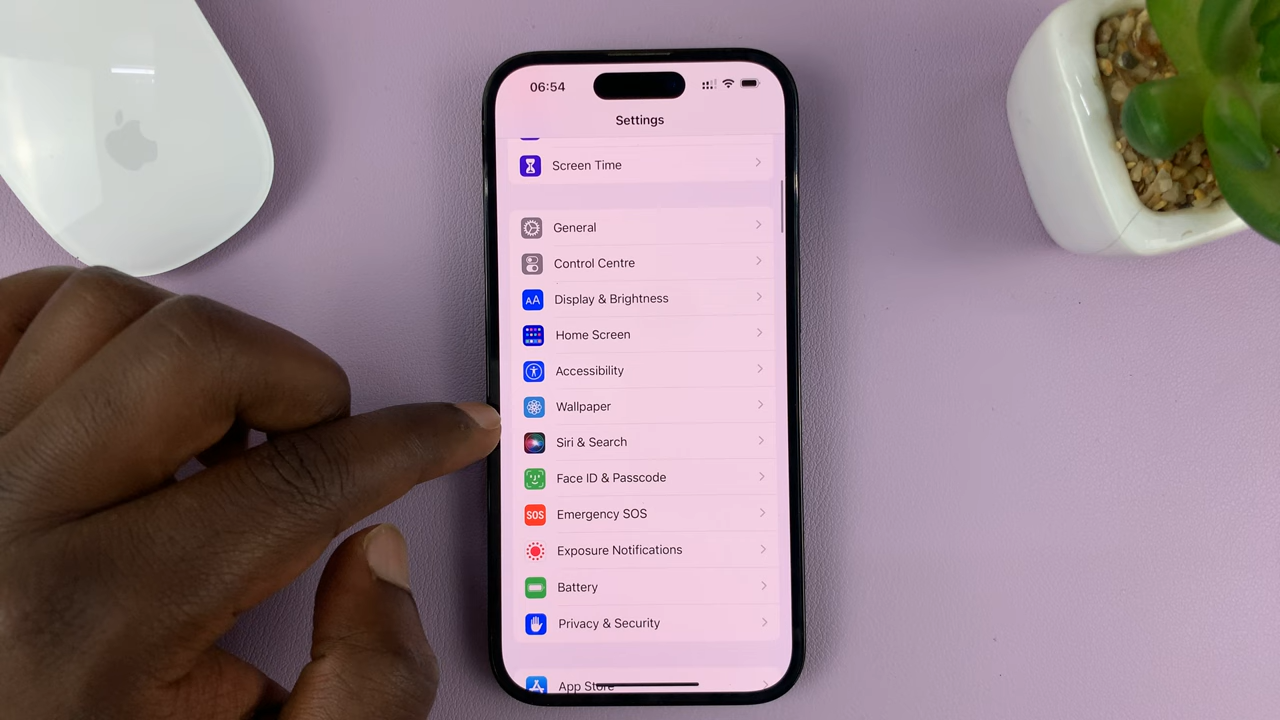 06:54
Settings
Screen Time
General
Control Centre
AA Display & Brightness
Home Screen
Accessibility
Wallpaper
Siri & Search
Face ID & Passcode
SOS Emergency SOS
Exposure Notifications
Battery
Privacy & Security
App Store